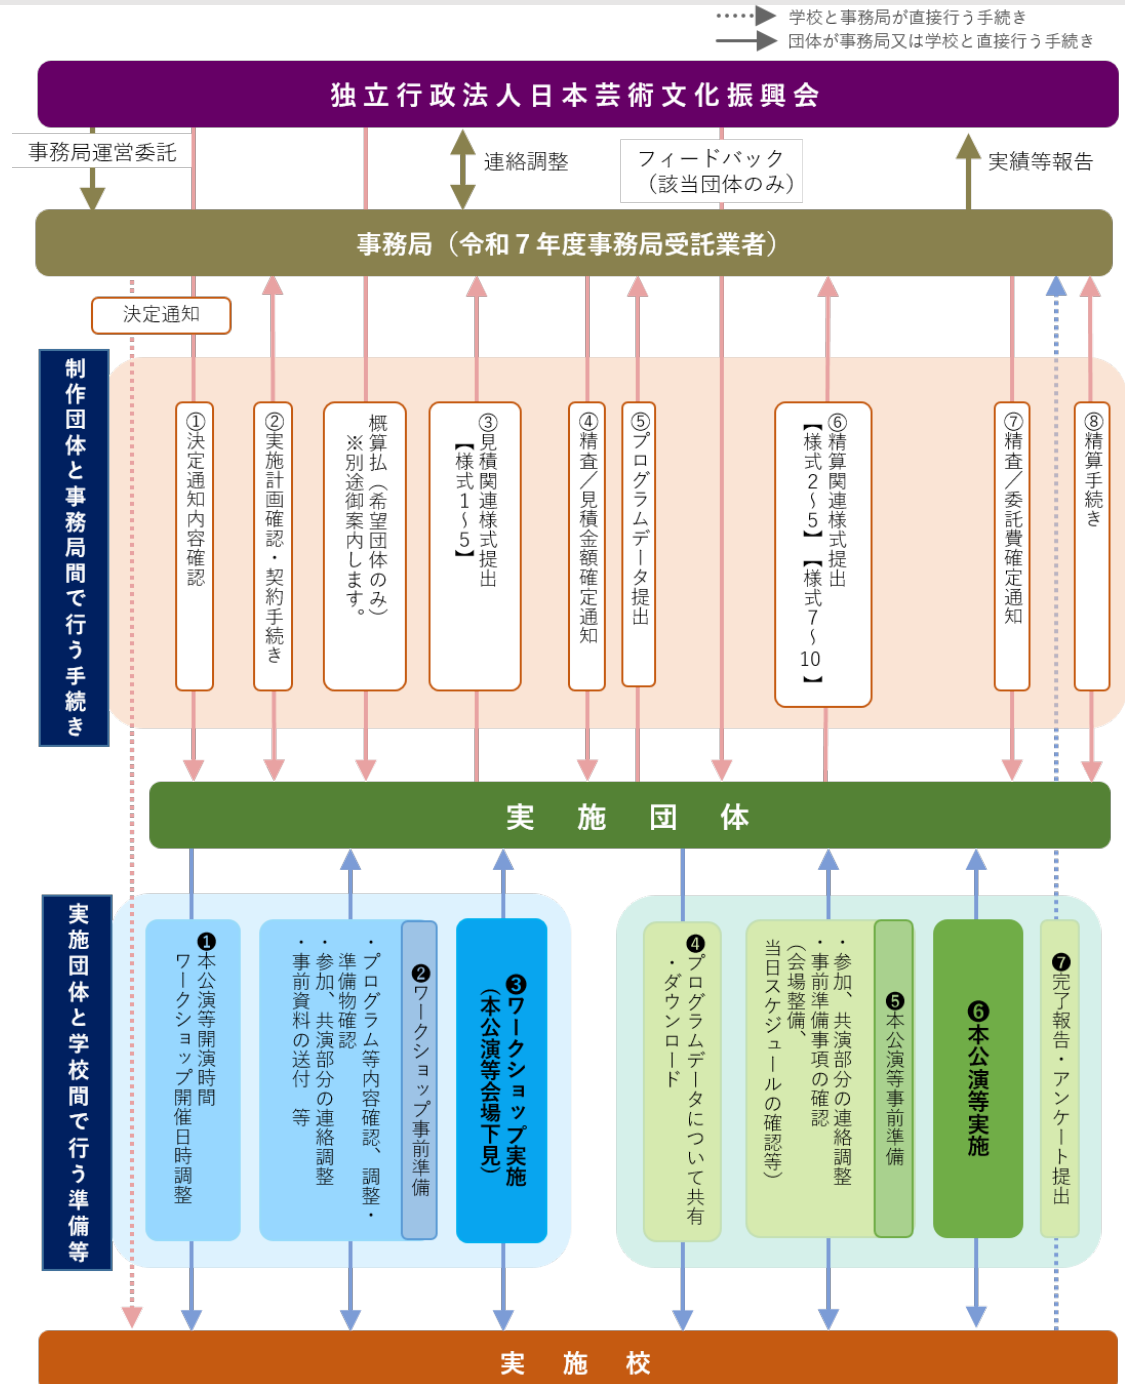 学校と事務局が直接行う手続き
団体が事務局又は学校と直接行う手続き
独立行政法人日本芸術文化振興会
事務局運営委託
連絡調整
フィードバック
（該当団体のみ）
実績等報告
事務局（令和７年度事務局受託業者）
決定通知
制作団体と事務局間で行う手続き
①決定通知内容確認
②実施計画確認・契約手続き
概算払（希望団体のみ）
※別途御案内します。
③見積関連様式提出
【様式１〜５】
④精査／見積金額確定通知
⑤プログラムデータ提出
⑥精算関連様式提出
【様式２〜５】【様式７〜10】
⑦精査／委託費確定通知
⑧精算手続き
実施団体
実施団体と学校間で行う準備等
❶本公演等開演時間
ワークショップ開催日時調整
❷ワークショップ事前準備
・プログラム等内容確認、調整・
準備物確認
・参加、共演部分の連絡調整
・事前資料の送付　等
❸ワークショップ実施
（本公演等会場下見）
❹プログラムデータについて共有
・ダウンロード
❺本公演等事前準備
・参加、共演部分の連絡調整
・事前準備事項の確認
（会場整備、
当日スケジュールの確認等）
❻本公演等実施
❼完了報告・アンケート提出
実施校